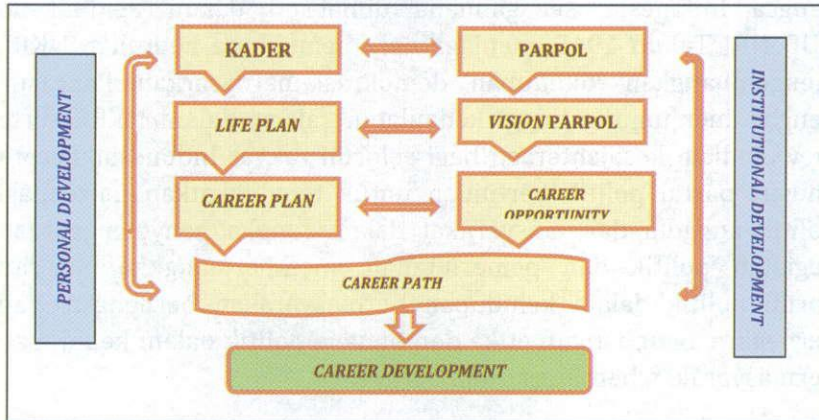 PERSONAL DEVELOPMENT
KADER
PARPOL
LIFE PLAN
VISION PARPOL
CAREER PLAN
CAREER
OPPORTUNITY
CAREER PATH
CAREER DEVELOPMENT
INSTITUTIONAL DEVELOPMENT